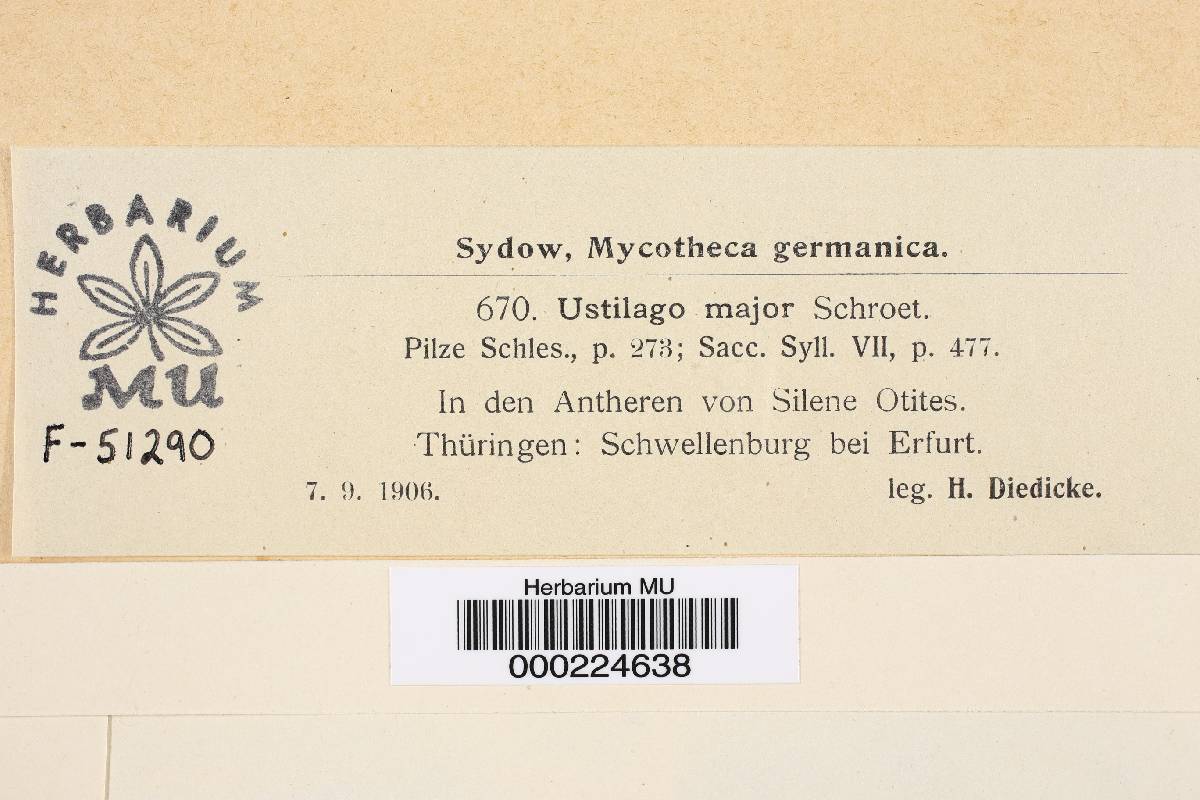 HERBARIUM
MU
F-51290
Sydow, Mycotheca germanica.
670. Ustilago major Schroet.
Pilze Schles., p. 273; Sacc. Syll. VII, p. 477.
In den Antheren von Silene Otites.
Thüringen: Schwellenburg bei Erfurt.
7. 9. 1906. leg. H. Diedicke.
Herbarium MU
000224638